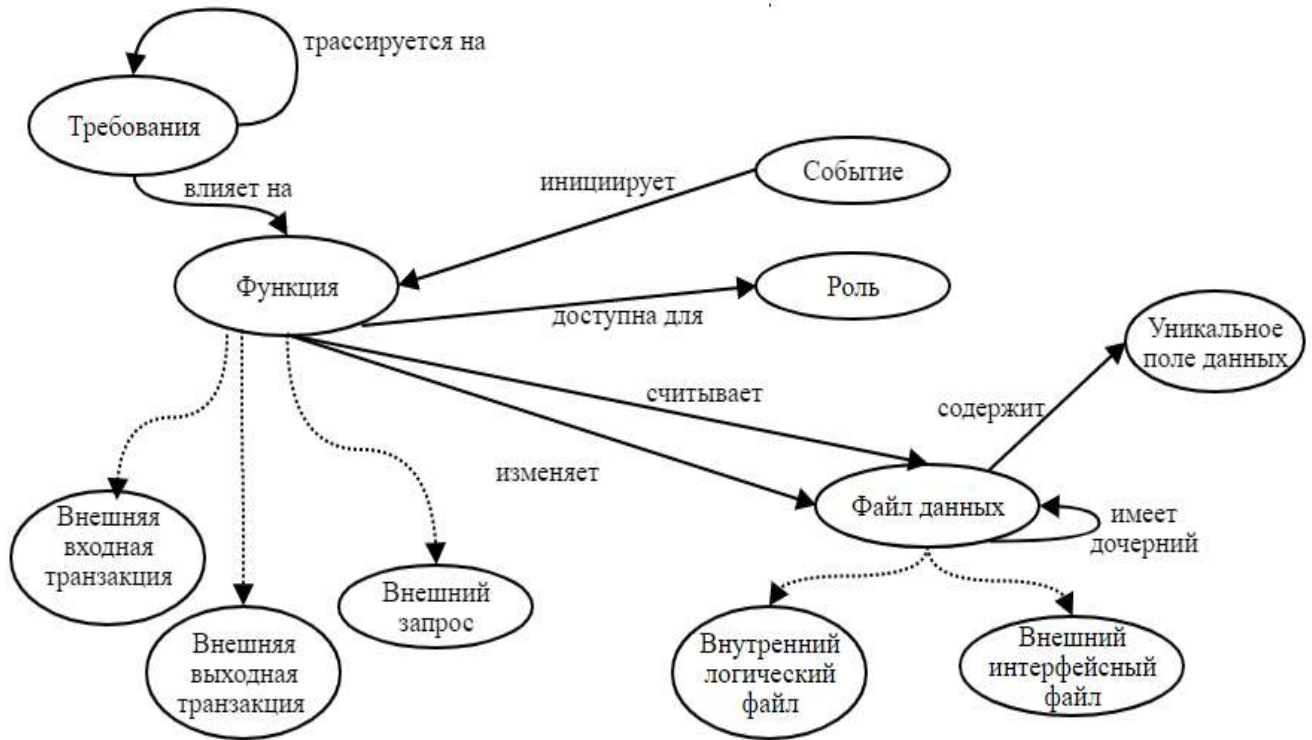 трассируется на
Требования
влияет на
инициирует
Событие
Функция
Роль
доступна для
Уникальное
поле данных
считывает
содержит
изменяет
Файл данных
имеет
дочерний
Внешняя
входная
транзакция
Внешний
запрос
Внешняя
выходная
транзакция
Внутренний
логический
файл
Внешний
интерфейсный
файл